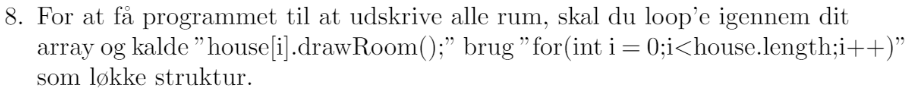 8. For at få programmet til at udskrive alle rum, skal du loop'e igennem dit
array og kalde ”house[i].drawRoom();” brug ”for(int i = 0;i<house.length;i++)”
som løkke struktur.